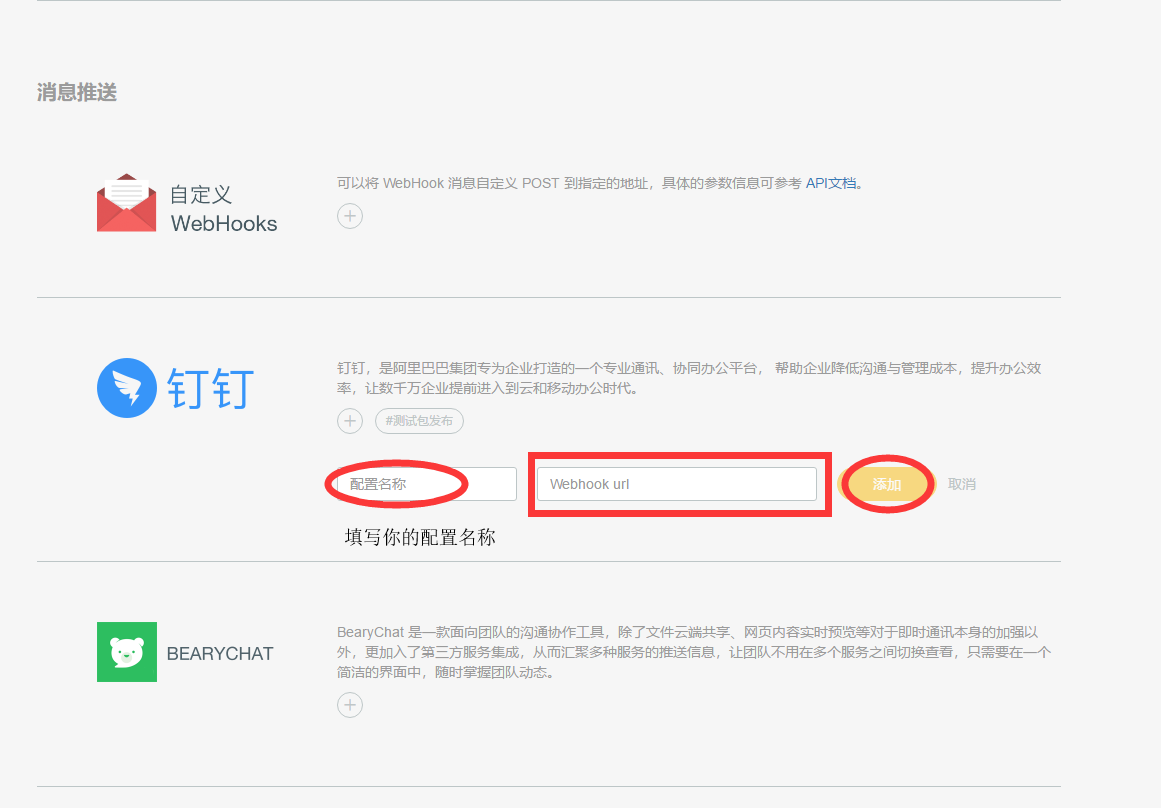 消息推送
自定义
WebHooks
可以将 WebHook 消息自定义 POST 到指定的地址，具体的参数信息可参考 API文档。
钉钉
钉钉，是阿里巴巴集团专为企业打造的一个专业通讯、协同办公平台， 帮助企业降低沟通与管理成本，提升办公效
率，让数千万企业提前进入到云和移动办公时代。
#测试包发布
配置名称
Webhook url
添加
取消
填写你的配置名称
BEARYCHAT
BearyChat 是一款面向团队的沟通协作工具，除了文件云端共享、网页内容实时预览等对于即时通讯本身的加强以
外，更加入了第三方服务集成，从而汇聚多种服务的推送信息，让团队不用在多个服务之间切换查看，只需要在一个
简洁的界面中，随时掌握团队动态。